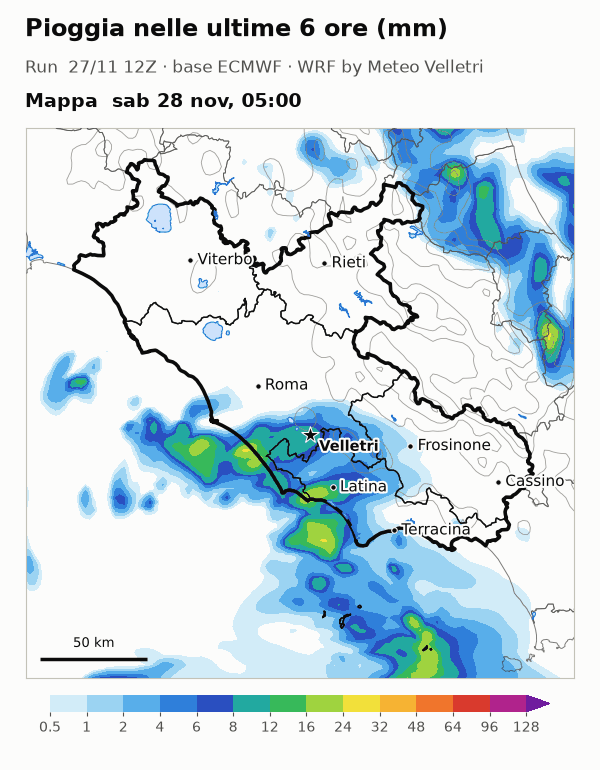 Pioggia nelle ultime 6 ore (mm)
Run  27/11 12Z · base ECMWF · WRF by Meteo Velletri
Mappa  sab 28 nov, 05:00
Viterbo
Rieti
Roma
Velletri
Frosinone
Latina
Cassino
Terracina
50 km
0.5 1 2 4 6 8 12 16 24 32 48 64 96 128